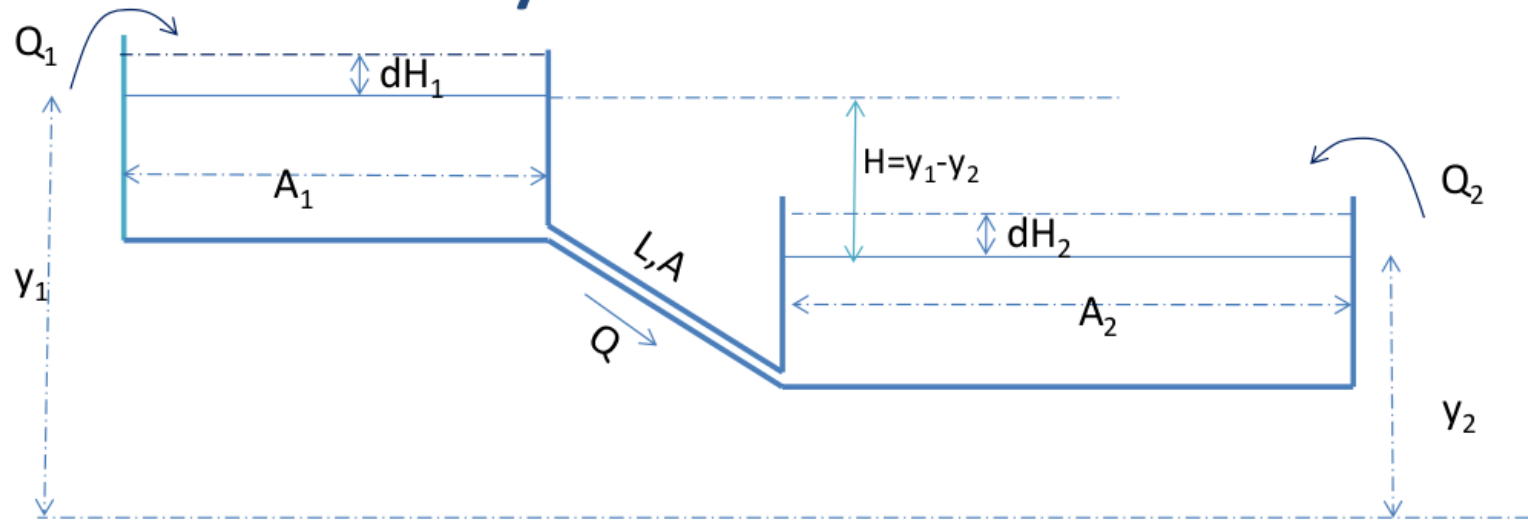 Q₁
dH₁
H=y₁-y₂
A₁
Q₂
dH₂
L,A
y₁
A₂
Q
y₂